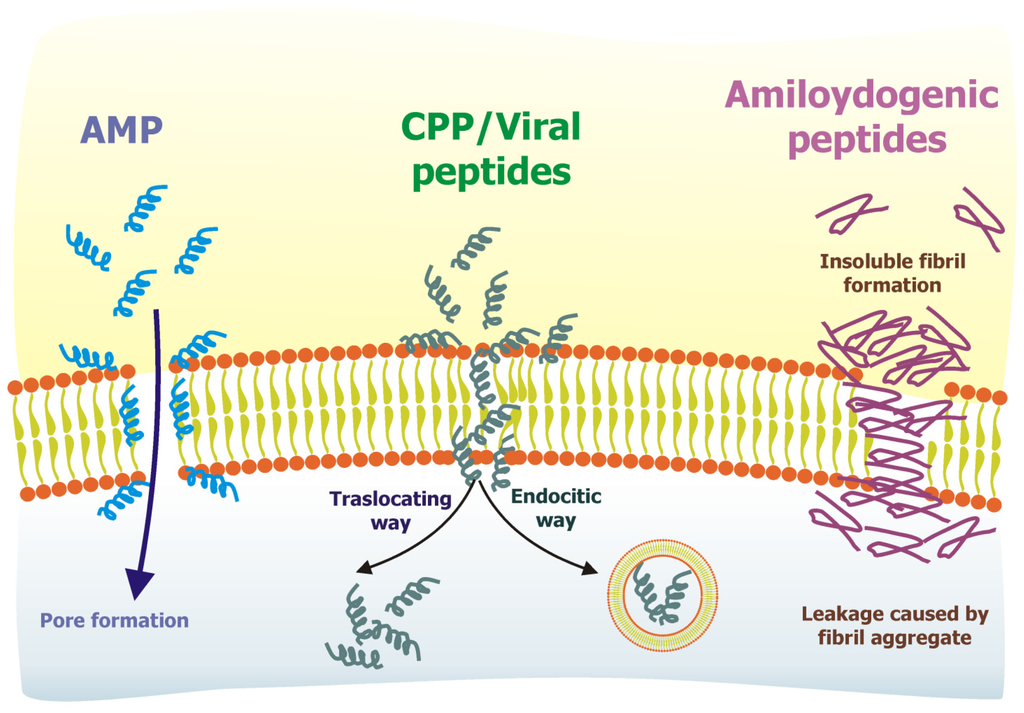 AMP
CPP/Viral
peptides
Amiloydogenic
peptides
Insoluble fibril
formation
Traslocating
way
Endocitic
way
Pore formation
Leakage caused by
fibril aggregate